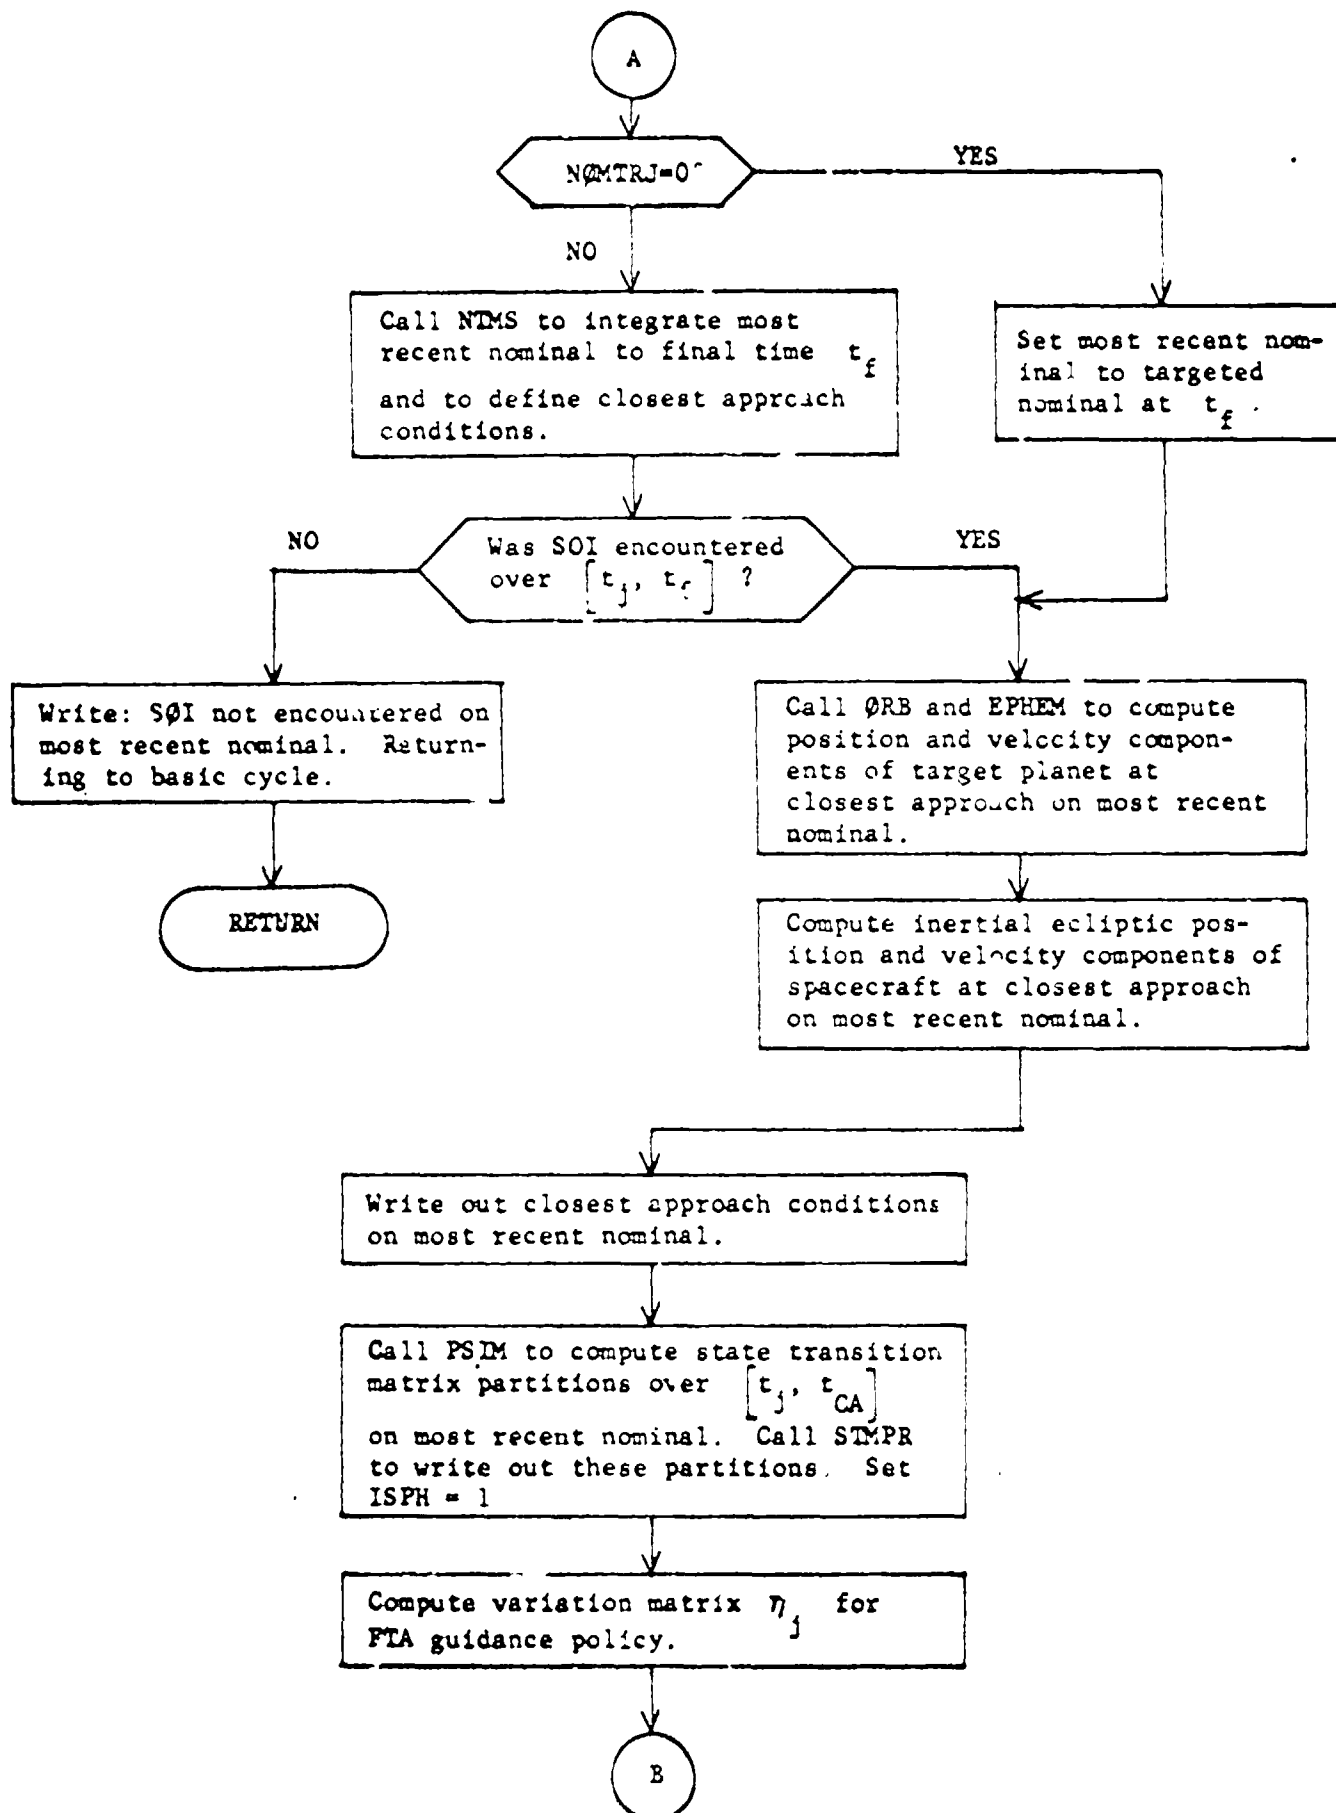 A
NØMTRJ=0?
YES
NO
Call NTMS to integrate most
recent nominal to final time t_f
and to define closest approach
conditions.
Set most recent nom-
inal to targeted
nominal at t_f .
NO
Was SOI encountered
over [t_j, t_f] ?
YES
Write: SØI not encountered on
most recent nominal. Return-
ing to basic cycle.
RETURN
Call ØRB and EPHEM to compute
position and velocity compon-
ents of target planet at
closest approach on most recent
nominal.
Compute inertial ecliptic pos-
ition and velocity components of
spacecraft at closest approach
on most recent nominal.
Write out closest approach conditions
on most recent nominal.
Call PSIM to compute state transition
matrix partitions over [t_j, t_CA]
on most recent nominal. Call STMPR
to write out these partitions. Set
ISPH = 1
Compute variation matrix η_j for
FTA guidance policy.
B